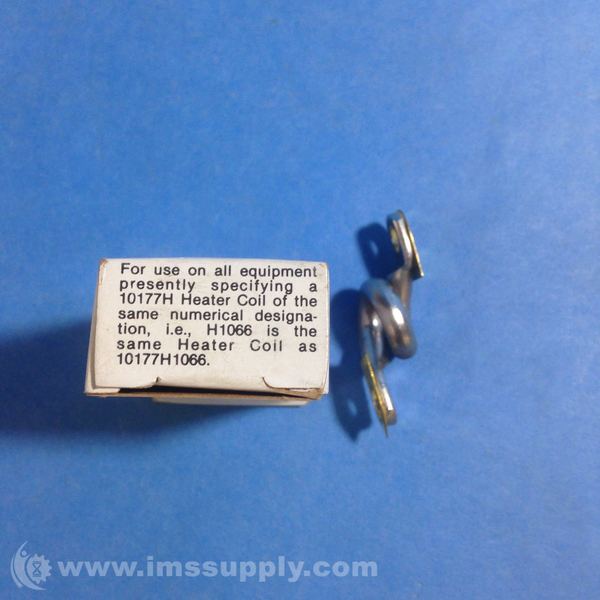 For use on all equipment
presently specifying a
10177H Heater Coil of the
same numerical designa-
tion, i.e., H1066 is the
same Heater Coil as
10177H1066.
www.imssupply.com